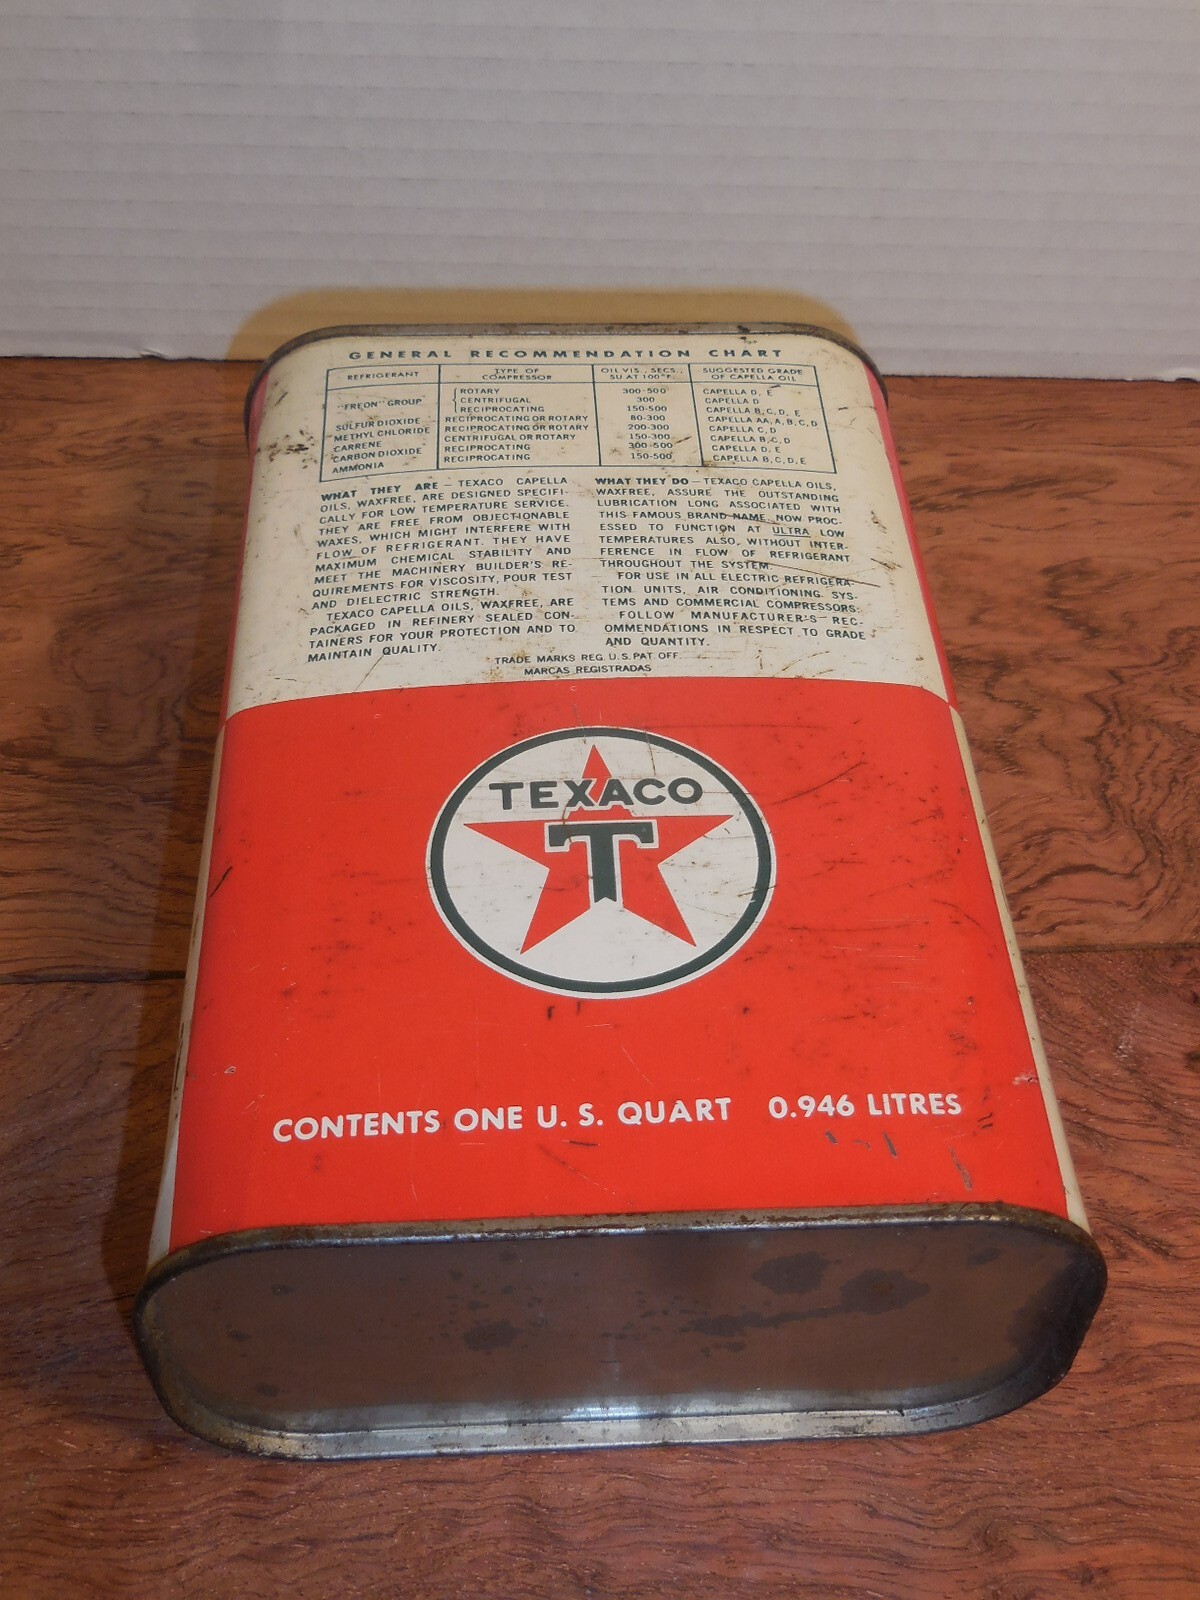 GENERAL RECOMMENDATION CHART
REFRIGERANT TYPE OF COMPRESSOR OIL VIS., SECS., SU AT 100°F. SUGGESTED GRADE OF CAPELLA OIL
"FREON" GROUP ROTARY 300-500 CAPELLA D, E
CENTRIFUGAL 300 CAPELLA D
RECIPROCATING 150-500 CAPELLA B, C, D, E
SULFUR DIOXIDE RECIPROCATING OR ROTARY 80-300 CAPELLA AA, A, B, C, D
METHYL CHLORIDE RECIPROCATING OR ROTARY 200-300 CAPELLA C, D
CARRENE CENTRIFUGAL OR ROTARY 150-300 CAPELLA B, C, D
CARBON DIOXIDE RECIPROCATING 300-500 CAPELLA D, E
AMMONIA RECIPROCATING 150-500 CAPELLA B, C, D, E
WHAT THEY ARE — TEXACO CAPELLA
OILS, WAXFREE, ARE DESIGNED SPECIFI-
CALLY FOR LOW TEMPERATURE SERVICE.
THEY ARE FREE FROM OBJECTIONABLE
WAXES, WHICH MIGHT INTERFERE WITH
FLOW OF REFRIGERANT. THEY HAVE
MAXIMUM CHEMICAL STABILITY AND
MEET THE MACHINERY BUILDER'S RE-
QUIREMENTS FOR VISCOSITY, POUR TEST
AND DIELECTRIC STRENGTH.
TEXACO CAPELLA OILS, WAXFREE, ARE
PACKAGED IN REFINERY SEALED CON-
TAINERS FOR YOUR PROTECTION AND TO
MAINTAIN QUALITY.
WHAT THEY DO — TEXACO CAPELLA OILS,
WAXFREE, ASSURE THE OUTSTANDING
LUBRICATION LONG ASSOCIATED WITH
THIS FAMOUS BRAND NAME, NOW PROC-
ESSED TO FUNCTION AT ULTRA LOW
TEMPERATURES ALSO, WITHOUT INTER-
FERENCE IN FLOW OF REFRIGERANT
THROUGHOUT THE SYSTEM.
FOR USE IN ALL ELECTRIC REFRIGERA-
TION UNITS, AIR CONDITIONING SYS-
TEMS AND COMMERCIAL COMPRESSORS.
FOLLOW MANUFACTURER'S REC-
OMMENDATIONS IN RESPECT TO GRADE
AND QUANTITY.
TRADE MARKS REG. U.S. PAT. OFF.
MARCAS REGISTRADAS
TEXACO
T
CONTENTS ONE U. S. QUART 0.946 LITRES